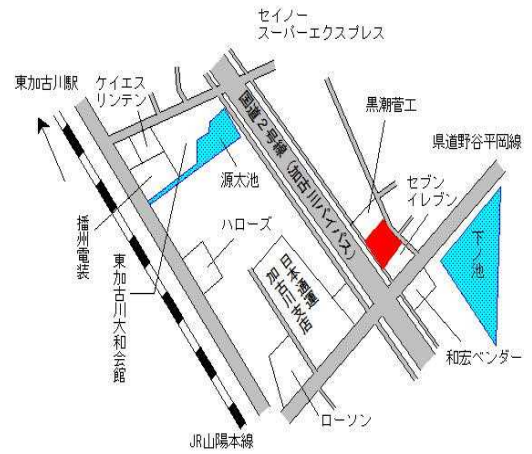 セイノー
スーパーエクスプレス
東加古川駅
ケイエス
リンテン
国道2号線(加古川バイパス)
黒潮菅工
県道野谷平岡線
源太池
セブン
イレブン
下ノ池
播州電装
ハローズ
東加古川大和会館
日本通運
加古川支店
和宏ベンダー
ローソン
JR山陽本線